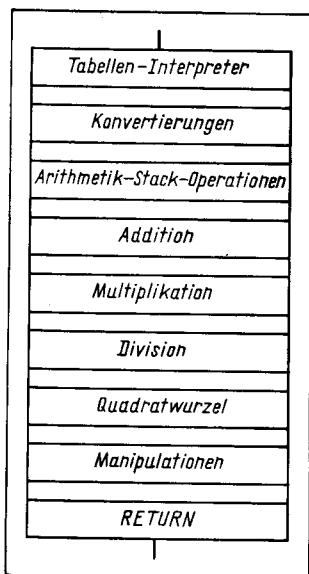 Tabellen-Interpreter
Konvertierungen
Arithmetik-Stack-Operationen
Addition
Multiplikation
Division
Quadratwurzel
Manipulationen
RETURN